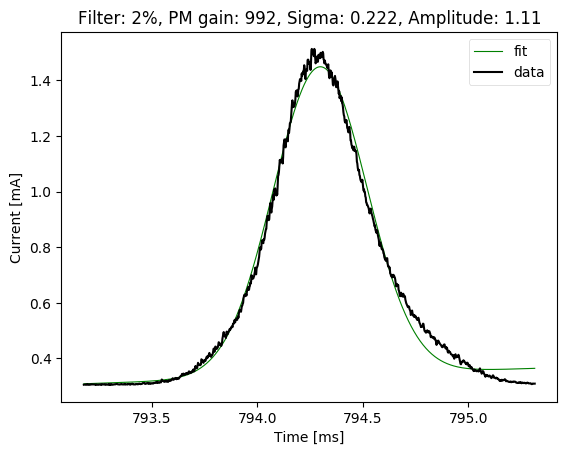 Filter: 2%, PM gain: 992, Sigma: 0.222, Amplitude: 1.11
fit
data
1.4
1.2
1.0
0.8
0.6
0.4
Current [mA]
793.5
794.0
794.5
795.0
Time [ms]